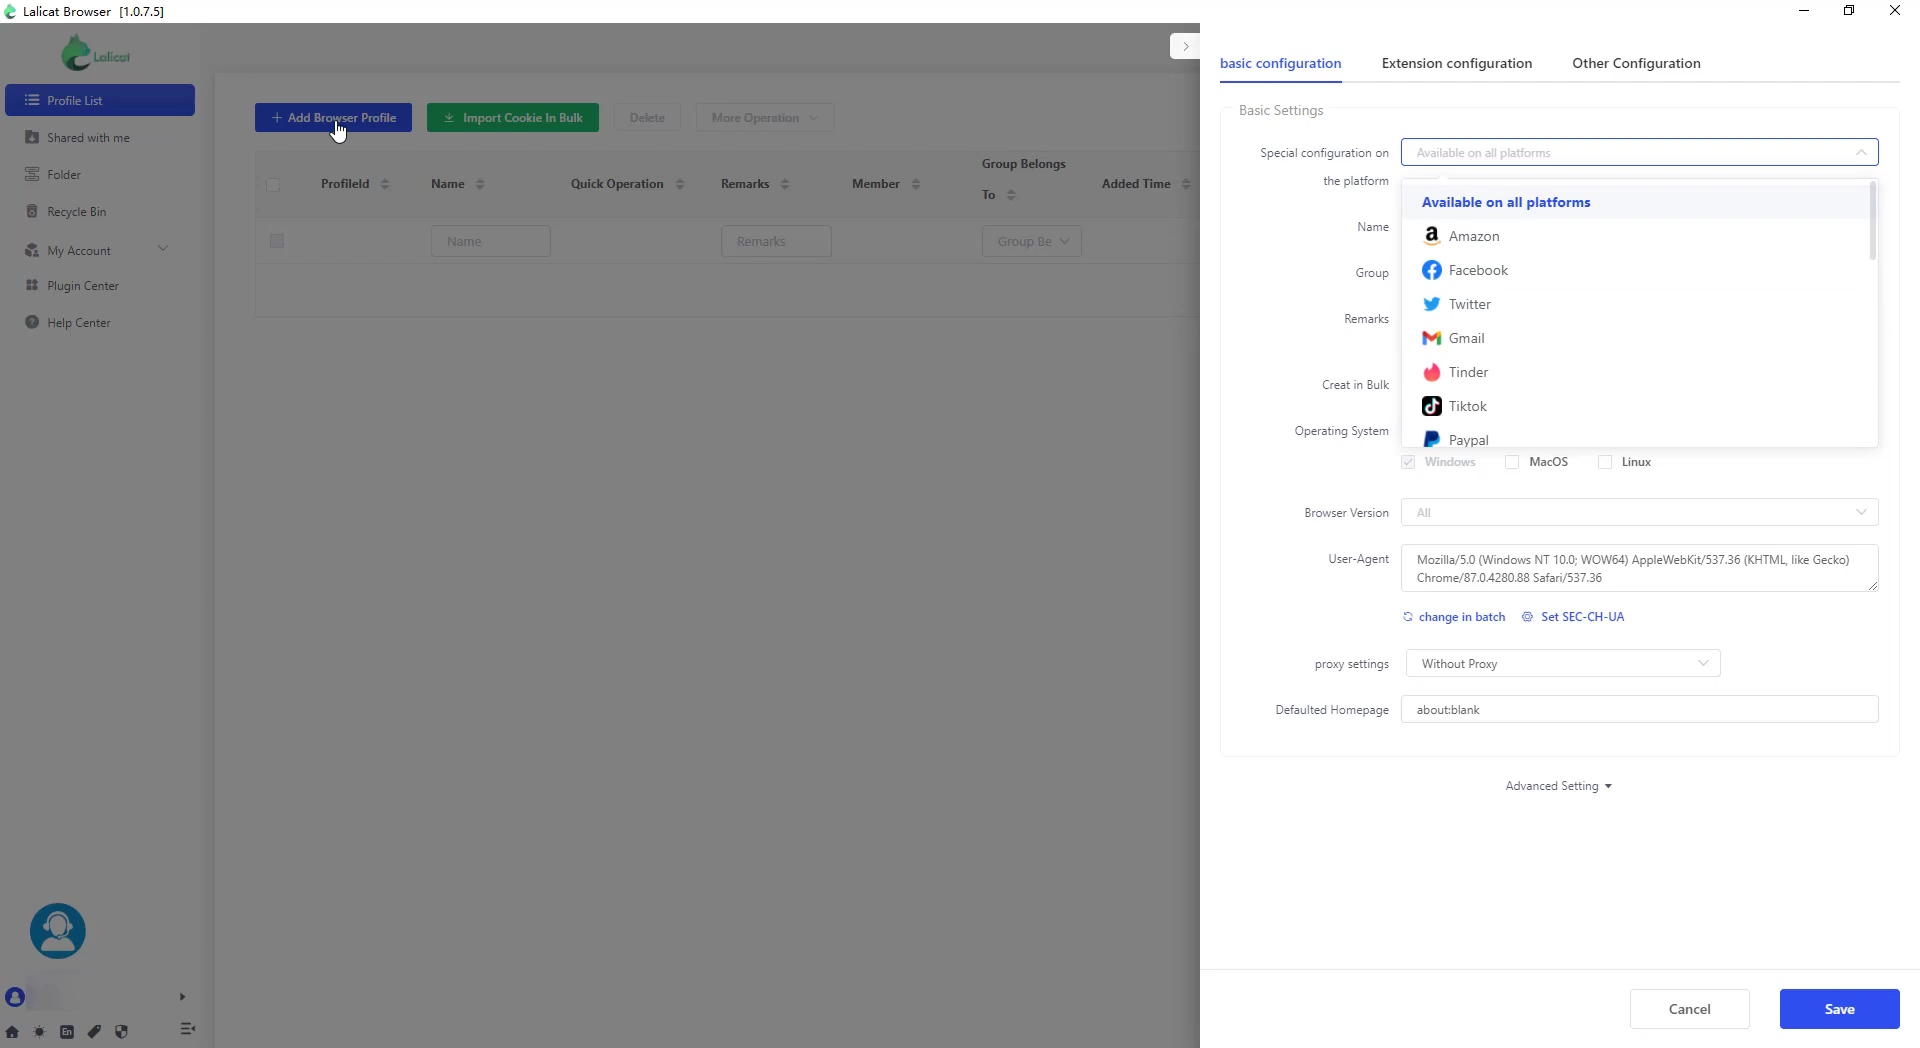 Lalicat Browser [1.0.7.5]
Lalicat
Profile List
Shared with me
Folder
Recycle Bin
My Account
Plugin Center
Help Center
En
+ Add Browser Profile
Import Cookie In Bulk
Delete
More Operation
ProfileId
Name
Quick Operation
Remarks
Member
Group Belongs
To
Added Time
Name
Remarks
Group Be
basic configuration
Extension configuration
Other Configuration
Basic Settings
Special configuration on
the platform
Available on all platforms
Available on all platforms
Amazon
Facebook
Twitter
Gmail
Tinder
Tiktok
Paypal
Name
Group
Remarks
Creat in Bulk
Operating System
Windows
MacOS
Linux
Browser Version
All
User-Agent
Mozilla/5.0 (Windows NT 10.0; WOW64) AppleWebKit/537.36 (KHTML, like Gecko)
Chrome/87.0.4280.88 Safari/537.36
change in batch
Set SEC-CH-UA
proxy settings
Without Proxy
Defaulted Homepage
about:blank
Advanced Setting
Cancel
Save